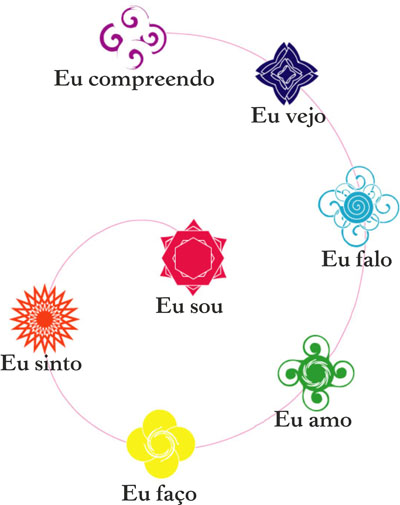 Eu compreendo
Eu vejo
Eu falo
Eu sou
Eu sinto
Eu amo
Eu faço